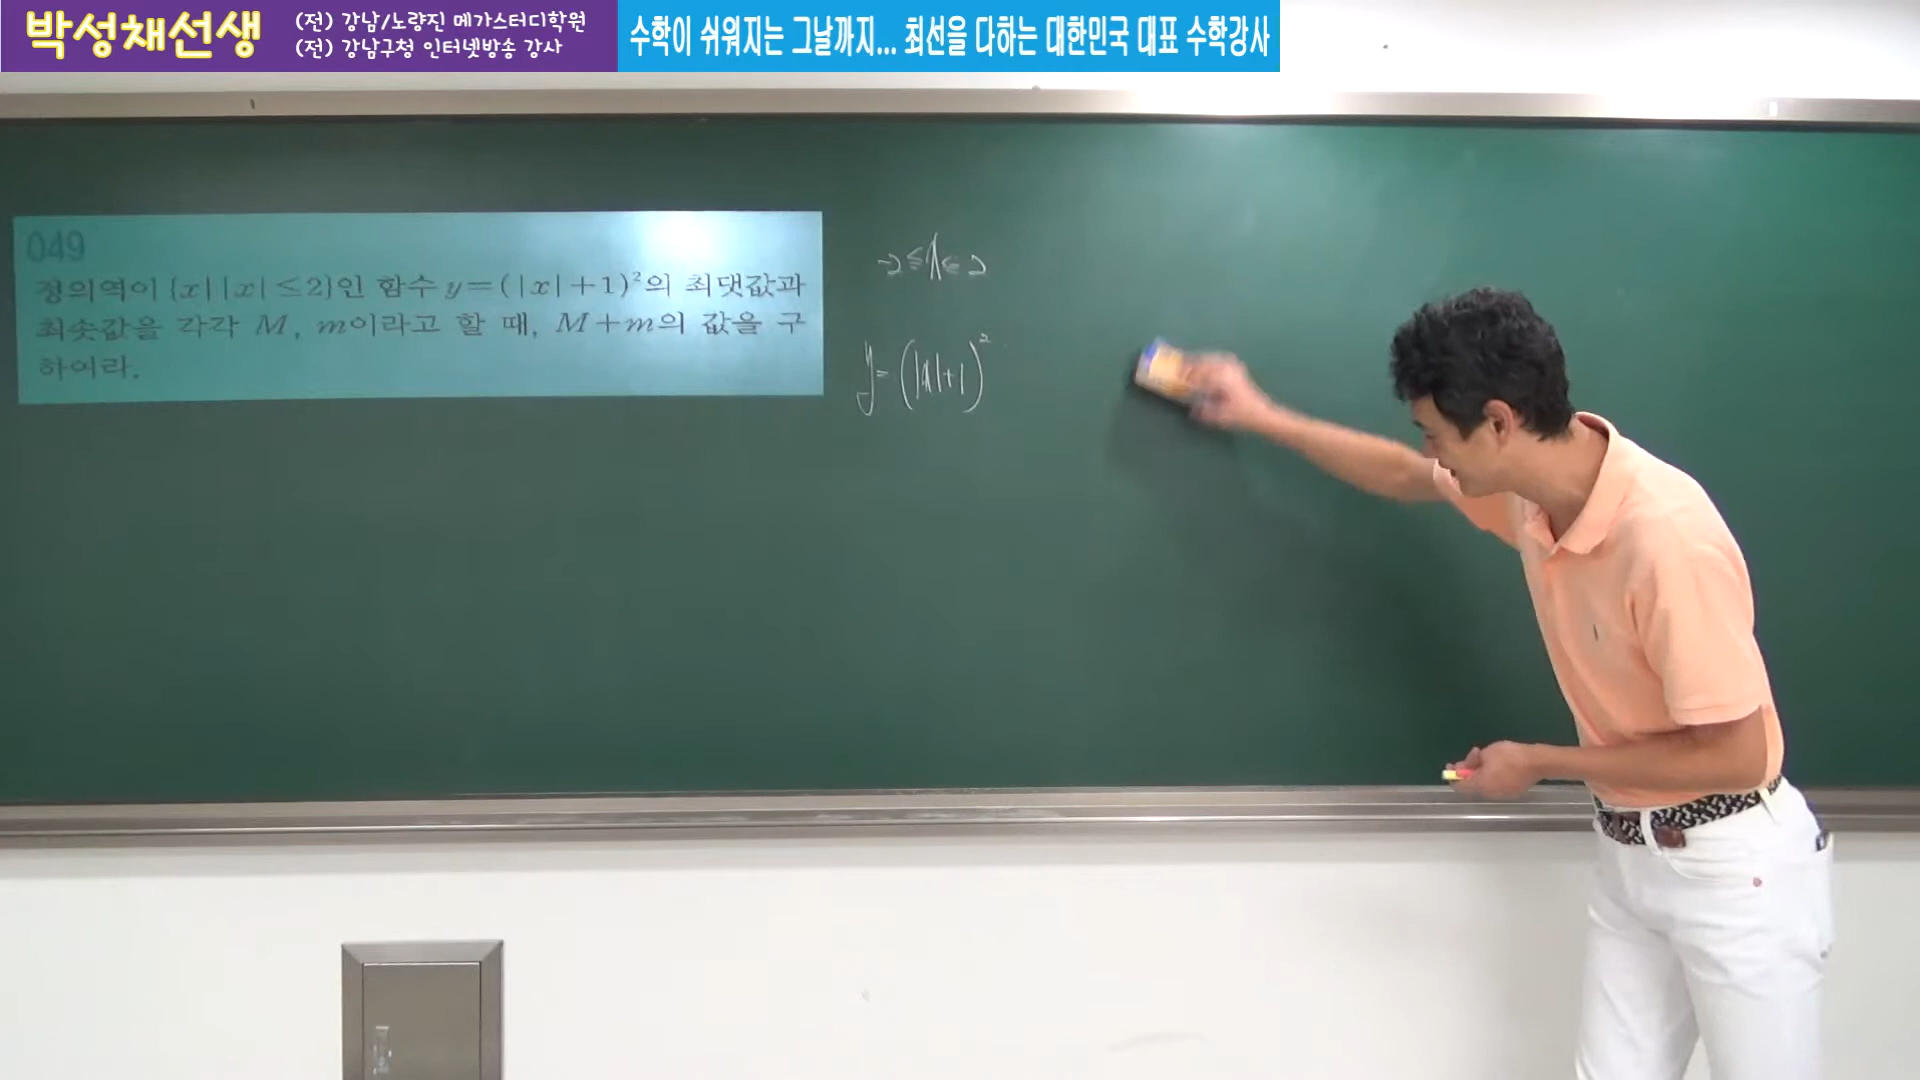 박성채선생
(전) 강남/노량진 메가스터디학원
(전) 강남구청 인터넷방송 강사
수학이 쉬워지는 그날까지... 최선을 다하는 대한민국 대표 수학강사
049
정의역이 {x||x|≤2}인 함수 y=(|x|+1)²의 최댓값과
최솟값을 각각 M, m이라고 할 때, M+m의 값을 구
하여라.
-2≤x≤2
y=(|x|+1)²